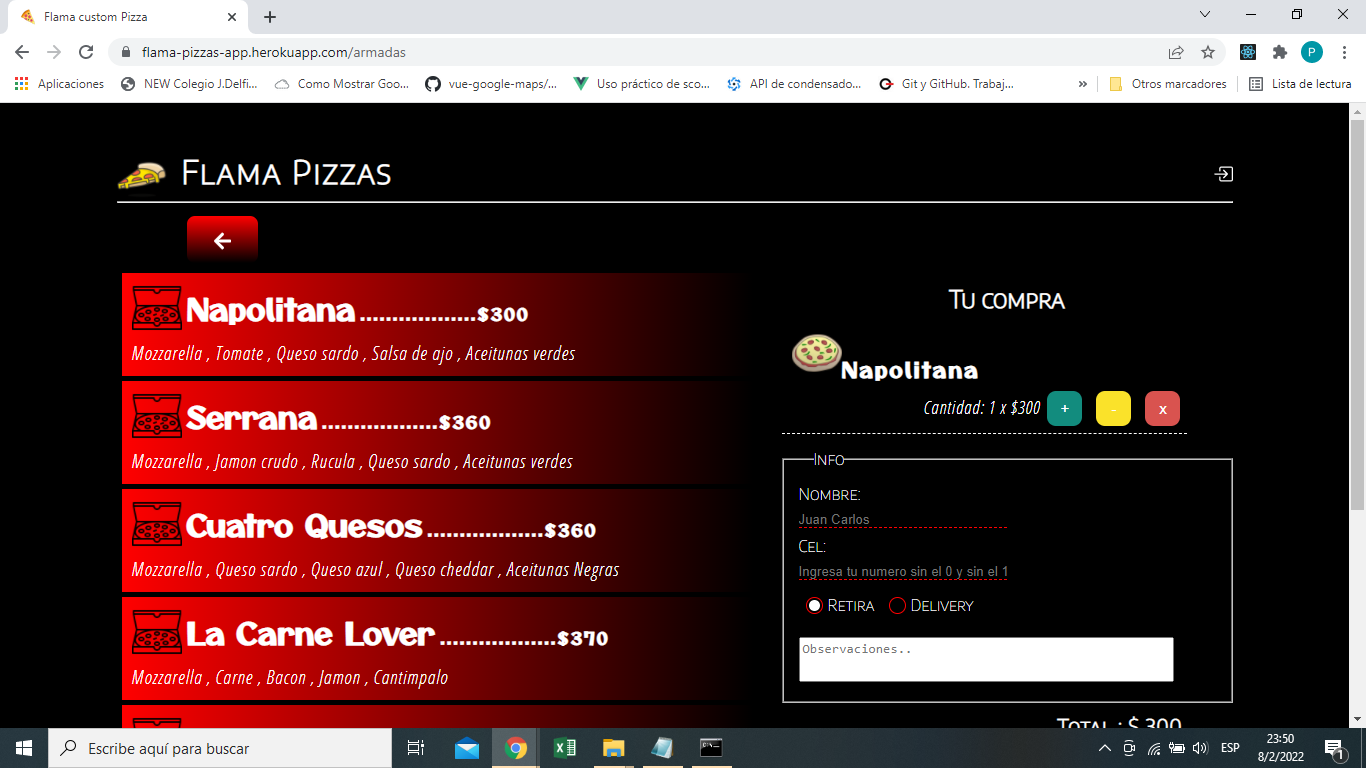 Flama custom Pizza
flama-pizzas-app.herokuapp.com/armadas
P
Aplicaciones
NEW Colegio J.Delfi...
Como Mostrar Goo...
vue-google-maps/...
Uso práctico de sco...
API de condensado...
Git y GitHub. Trabaj...
»
Otros marcadores
Lista de lectura
Flama Pizzas
Napolitana..................$300
Mozzarella , Tomate , Queso sardo , Salsa de ajo , Aceitunas verdes
Serrana..................$360
Mozzarella , Jamon crudo , Rucula , Queso sardo , Aceitunas verdes
Cuatro Quesos..................$360
Mozzarella , Queso sardo , Queso azul , Queso cheddar , Aceitunas Negras
La Carne Lover..................$370
Mozzarella , Carne , Bacon , Jamon , Cantimpalo
Tu compra
Napolitana
Cantidad: 1 x $300 + - x
Info
Nombre:
Juan Carlos
Cel:
Ingresa tu numero sin el 0 y sin el 1
Retira Delivery
Observaciones..
Total : $ 300
Escribe aquí para buscar
ESP
23:50
8/2/2022
1